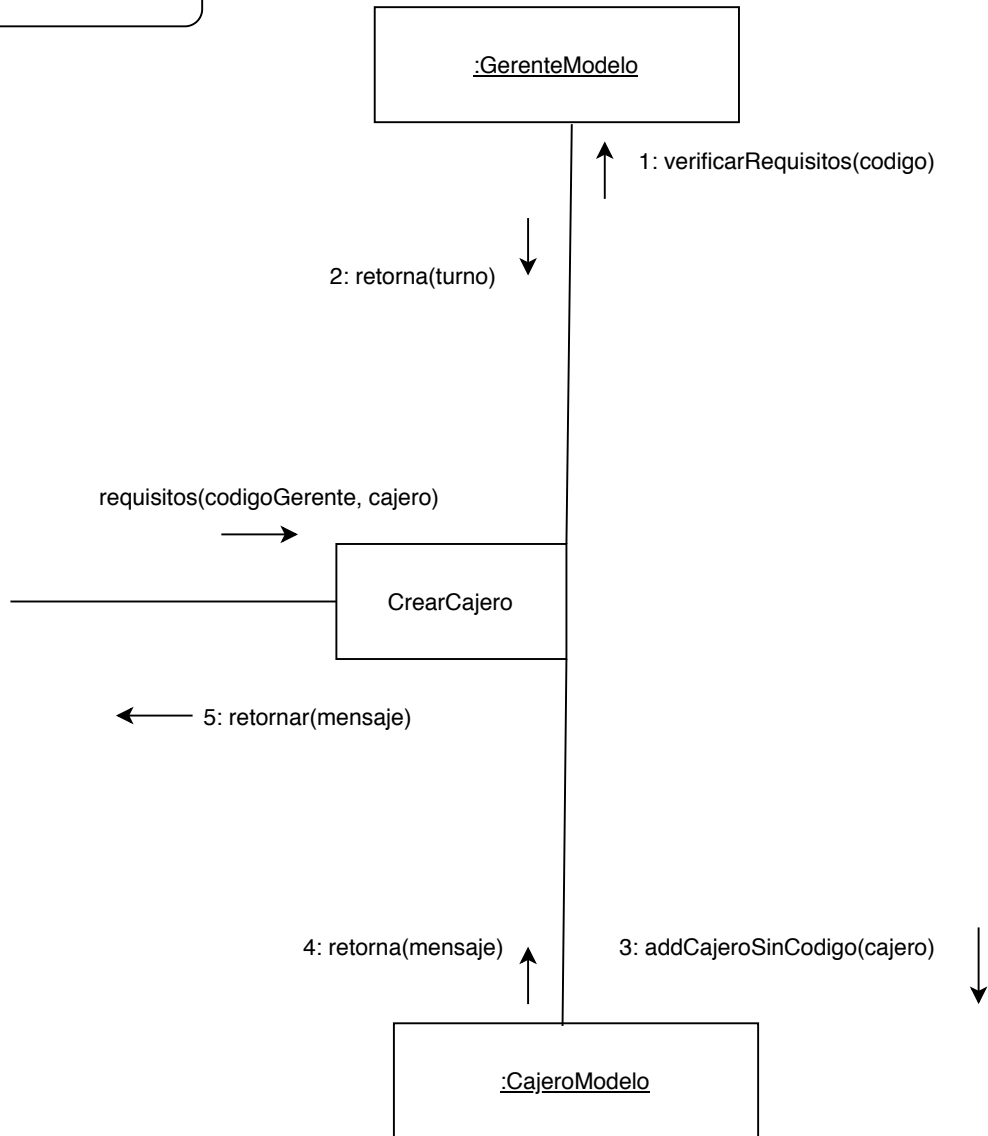 :GerenteModelo
1: verificarRequisitos(codigo)
2: retorna(turno)
requisitos(codigoGerente, cajero)
CrearCajero
5: retornar(mensaje)
4: retorna(mensaje)
3: addCajeroSinCodigo(cajero)
:CajeroModelo